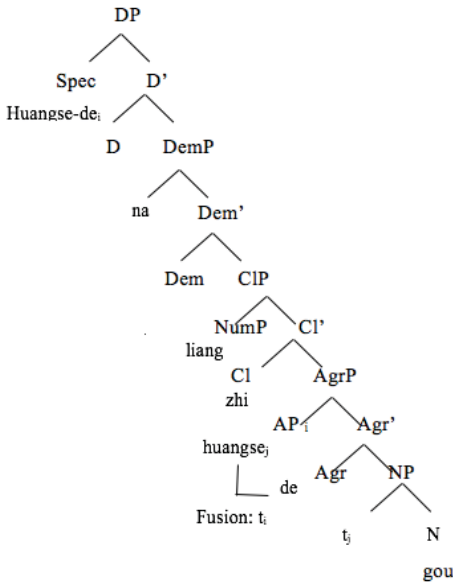 DP
Spec D’
Huangse-deᵢ
D DemP
na Dem’
Dem ClP
NumP Cl’
liang
Cl AgrP
zhi
APᵢ Agr’
huangseⱼ
Agr NP
de
Fusion: tᵢ
tⱼ N
gou